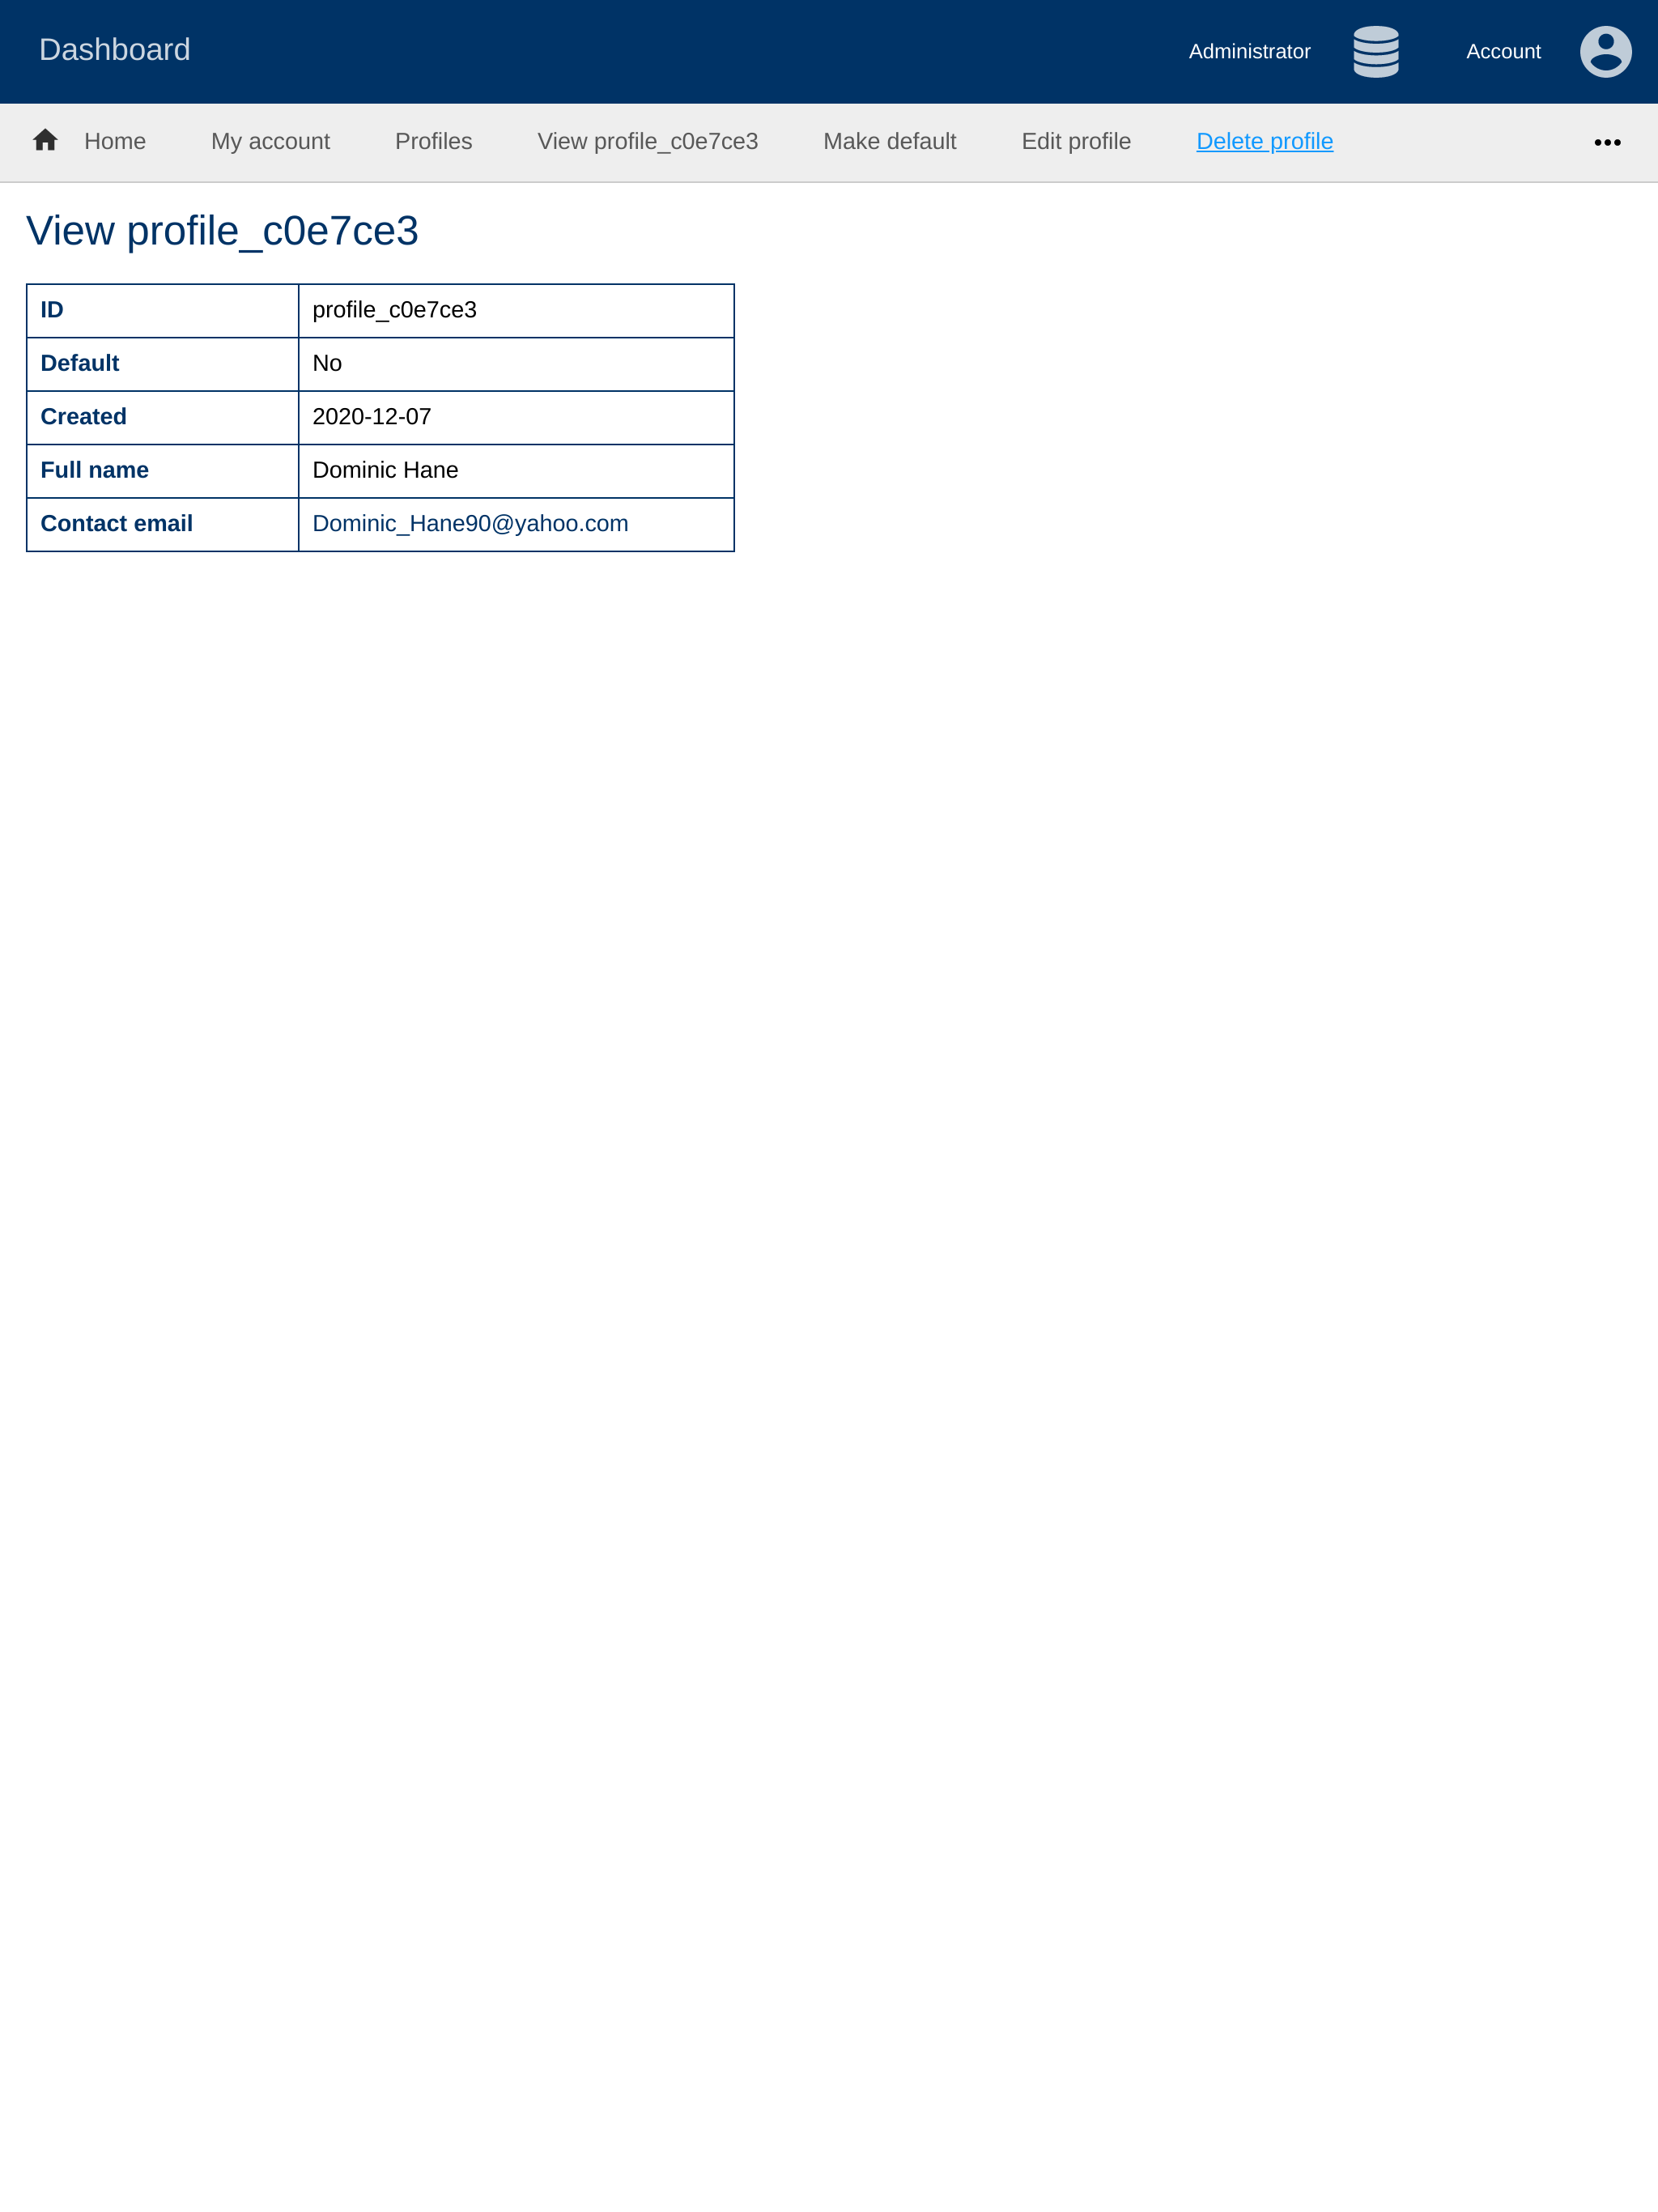 Dashboard Administrator Account
Home My account Profiles View profile_c0e7ce3 Make default Edit profile Delete profile
View profile_c0e7ce3
ID profile_c0e7ce3
Default No
Created 2020-12-07
Full name Dominic Hane
Contact email Dominic_Hane90@yahoo.com